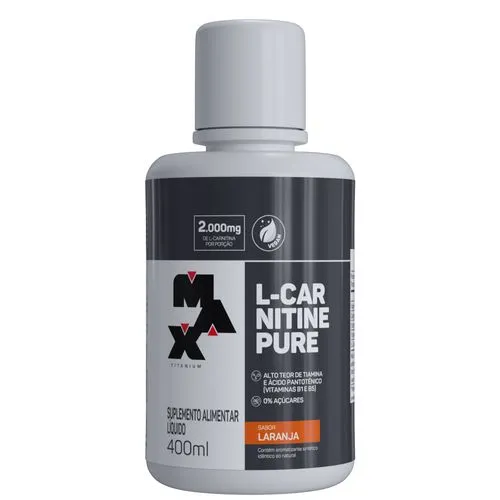 2.000mg
DE L-CARNITINA
POR PORÇÃO
VEGAN
MAX
TITANIUM
L-CAR
NITINE
PURE
ALTO TEOR DE TIAMINA
E ÁCIDO PANTOTÊNICO
(VITAMINAS B1 E B5)
0% AÇÚCARES
SUPLEMENTO ALIMENTAR
LÍQUIDO
400ml
SABOR
LARANJA
Contém aromatizante sintético
idêntico ao natural